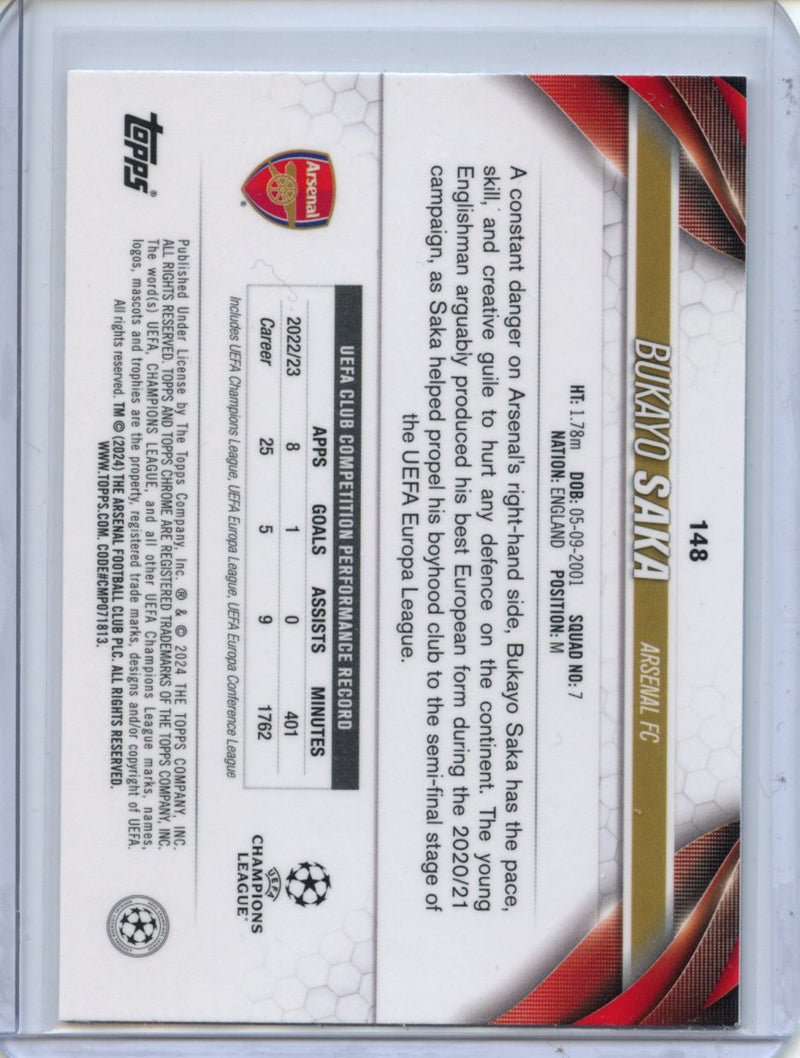 148
BUKAYO SAKA ARSENAL FC
HT: 1.78m DOB: 05-09-2001 SQUAD NO: 7
NATION: ENGLAND POSITION: M
A constant danger on Arsenal's right-hand side, Bukayo Saka has the pace,
skill, and creative guile to hurt any defence on the continent. The young
Englishman arguably produced his best European form during the 2020/21
campaign, as Saka helped propel his boyhood club to the semi-final stage of
the UEFA Europa League.
Arsenal
®
UEFA CLUB COMPETITION PERFORMANCE RECORD
APPS GOALS ASSISTS MINUTES
2022/23 8 1 0 401
Career 25 5 9 1762
Includes UEFA Champions League, UEFA Europa League, UEFA Europa Conference League
UEFA
CHAMPIONS
LEAGUE®
topps®
Published Under License by The Topps Company, Inc. ® & © 2024 THE TOPPS COMPANY, INC.
ALL RIGHTS RESERVED. TOPPS AND TOPPS CHROME ARE REGISTERED TRADEMARKS OF THE TOPPS COMPANY, INC.
The word(s) UEFA, CHAMPIONS LEAGUE, and all other UEFA Champions League marks, names,
logos, mascots and trophies are the property, registered trade marks, designs and/or copyright of UEFA.
All rights reserved. TM © (2024) THE ARSENAL FOOTBALL CLUB PLC. ALL RIGHTS RESERVED.
WWW.TOPPS.COM. CODE#CMP071813.